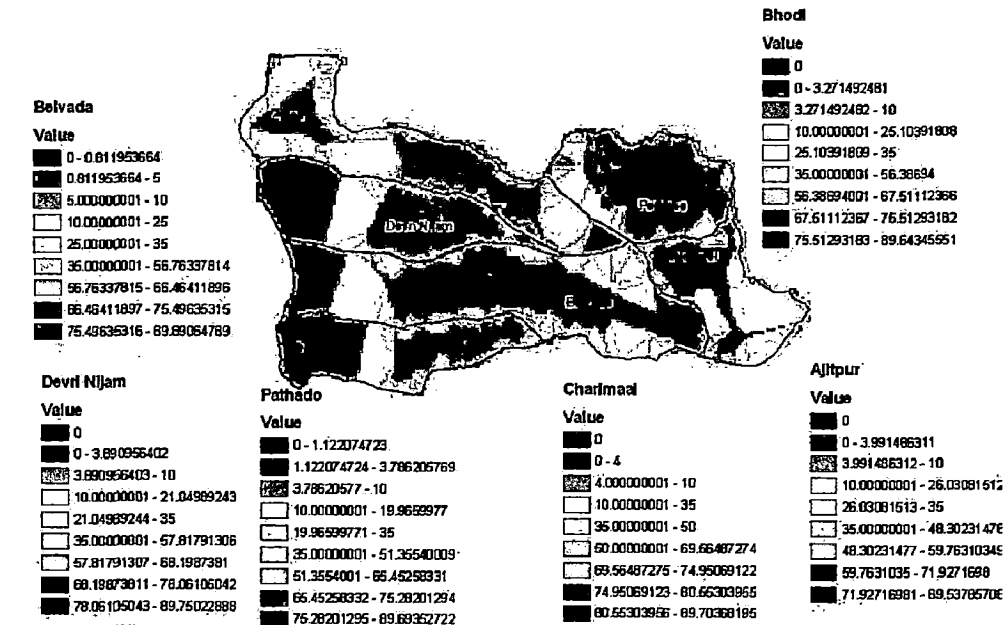 Bhodi
Value
0
0 - 3.271492481
3.271492482 - 10
10.00000001 - 25.10391808
25.10391809 - 35
35.00000001 - 56.38694
56.38694001 - 67.51112366
67.51112367 - 75.51293182
75.51293183 - 89.64345551
Belvada
Value
0 - 0.811953664
0.811953664 - 5
5.000000001 - 10
10.00000001 - 25
25.00000001 - 35
35.00000001 - 56.76337814
56.76337815 - 66.46411896
66.46411897 - 75.49635315
75.49635316 - 89.89064789
Devri Nijam
Devri Nijam
Value
0
0 - 3.890956402
3.890956403 - 10
10.00000001 - 21.04989243
21.04989244 - 35
35.00000001 - 57.81791306
57.81791307 - 68.1987381
68.19873811 - 78.06105042
78.06105043 - 89.75022888
Pathado
Value
0 - 1.122074723
1.122074724 - 3.786205769
3.78620577 - 10
10.00000001 - 19.9659977
19.96599771 - 35
35.00000001 - 51.35540009
51.3554001 - 65.45258331
65.45258332 - 75.28201294
75.28201295 - 89.69352722
Charimaal
Value
0
0 - 4
4.000000001 - 10
10.00000001 - 35
35.00000001 - 50
50.00000001 - 69.56487274
69.56487275 - 74.95069122
74.95069123 - 80.55303955
80.55303956 - 89.70368195
Ajitpur
Value
0
0 - 3.991486311
3.991486312 - 10
10.00000001 - 26.03081512
26.03081513 - 35
35.00000001 - 48.30231476
48.30231477 - 59.76310349
59.7631035 - 71.9271698
71.92716981 - 89.53785706